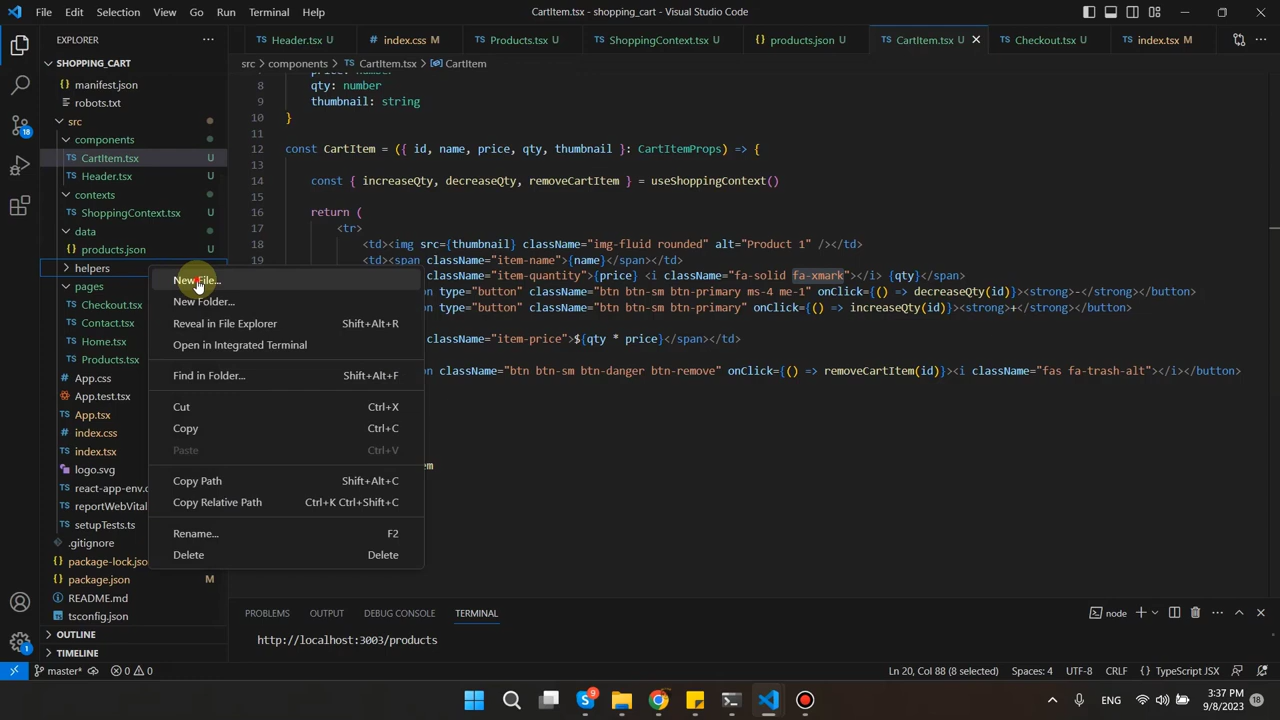 File Edit Selection View Go Run Terminal Help
CartItem.tsx - shopping_cart - Visual Studio Code
EXPLORER
Header.tsx index.css M Products.tsx U ShoppingContext.tsx U products.json U CartItem.tsx U Checkout.tsx U index.tsx M
src > components > CartItem.tsx > CartItem
SHOPPING_CART
manifest.json
robots.txt
src
components
CartItem.tsx U
Header.tsx U
contexts
ShoppingContext.tsx U
data
products.json U
helpers
pages
Checkout.tsx
Contact.tsx
Home.tsx
Products.tsx
App.css
App.test.tsx
App.tsx
index.css
index.tsx
logo.svg
react-app-env.
reportWebVital
setupTests.ts
.gitignore
package-lock.jso
package.json M
README.md
tsconfig.json
OUTLINE
TIMELINE
New File...
New Folder...
Reveal in File Explorer Shift+Alt+R
Open in Integrated Terminal
Find in Folder... Shift+Alt+F
Cut Ctrl+X
Copy Ctrl+C
Paste Ctrl+V
Copy Path Shift+Alt+C
Copy Relative Path Ctrl+K Ctrl+Shift+C
Rename... F2
Delete Delete
8 qty: number
9 thumbnail: string
10 }
11
12 const CartItem = ({ id, name, price, qty, thumbnail }: CartItemProps) => {
13
14 const { increaseQty, decreaseQty, removeCartItem } = useShoppingContext()
15
16 return (
17 <tr>
18 <td><img src={thumbnail} className="img-fluid rounded" alt="Product 1" /></td>
19 <td><span className="item-name">{name}</span></td>
className="item-quantity">{price} <i className="fa-solid fa-xmark"></i> {qty}</span>
type="button" className="btn btn-sm btn-primary ms-4 me-1" onClick={() => decreaseQty(id)}><strong>-</strong></button>
type="button" className="btn btn-sm btn-primary" onClick={() => increaseQty(id)}><strong>+</strong></button>
className="item-price">${qty * price}</span></td>
className="btn btn-sm btn-danger btn-remove" onClick={() => removeCartItem(id)}><i className="fas fa-trash-alt"></i></button>
em
PROBLEMS OUTPUT DEBUG CONSOLE TERMINAL
node
http://localhost:3003/products
master* 0 0
Ln 20, Col 88 (8 selected) Spaces: 4 UTF-8 CRLF TypeScript JSX
18
1
9
ENG
3:37 PM
9/8/2023
18